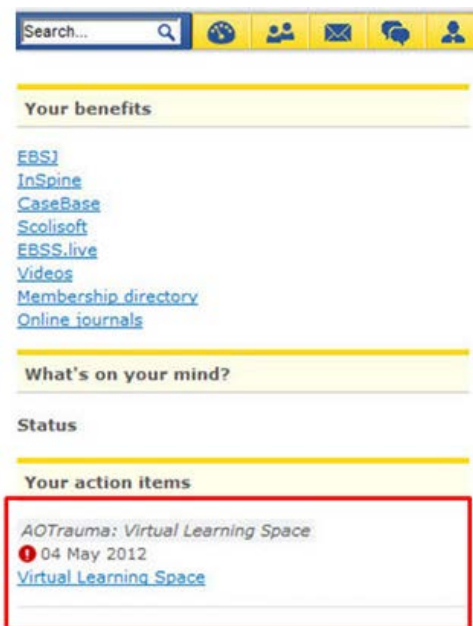 Search...
Your benefits
EBSJ
InSpine
CaseBase
Scolisoft
EBSS.live
Videos
Membership directory
Online journals
What's on your mind?
Status
Your action items
AOTrauma: Virtual Learning Space
04 May 2012
Virtual Learning Space